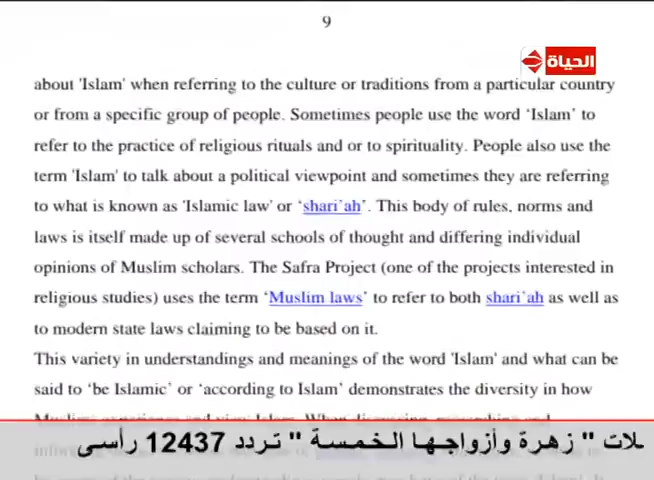 9
الحياة
about 'Islam' when referring to the culture or traditions from a particular country
or from a specific group of people. Sometimes people use the word ‘Islam’ to
refer to the practice of religious rituals and or to spirituality. People also use the
term 'Islam' to talk about a political viewpoint and sometimes they are referring
to what is known as 'Islamic law' or ‘shari’ah’. This body of rules, norms and
laws is itself made up of several schools of thought and differing individual
opinions of Muslim scholars. The Safra Project (one of the projects interested in
religious studies) uses the term ‘Muslim laws’ to refer to both shari’ah as well as
to modern state laws claiming to be based on it.
This variety in understandings and meanings of the word 'Islam' and what can be
said to ‘be Islamic’ or ‘according to Islam’ demonstrates the diversity in how
لات " زهرة وأزواجها الخمسة " تردد 12437 رأسى